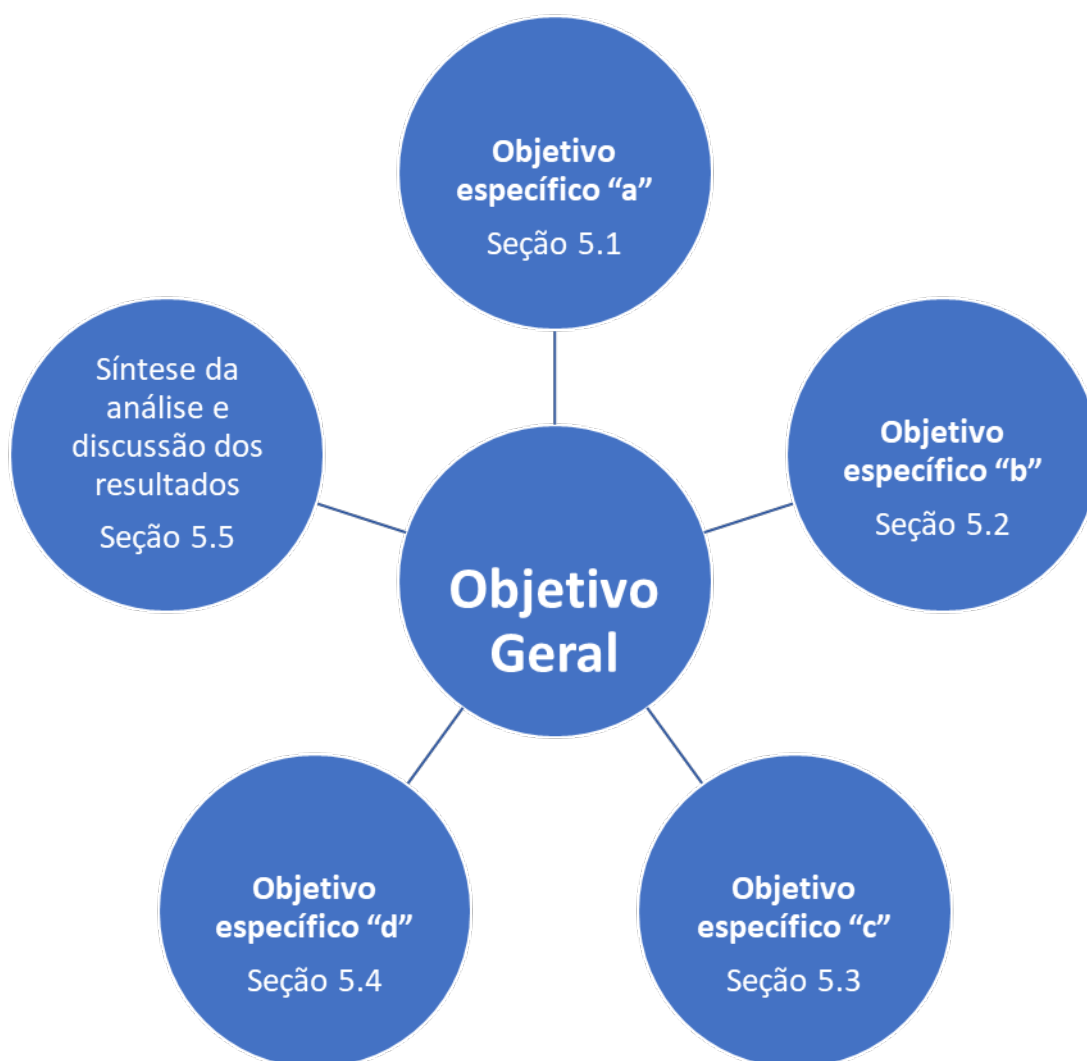 Objetivo
específico “a”
Seção 5.1
Objetivo
específico “b”
Seção 5.2
Objetivo
específico “c”
Seção 5.3
Objetivo
específico “d”
Seção 5.4
Síntese da
análise e
discussão dos
resultados
Seção 5.5
Objetivo
Geral